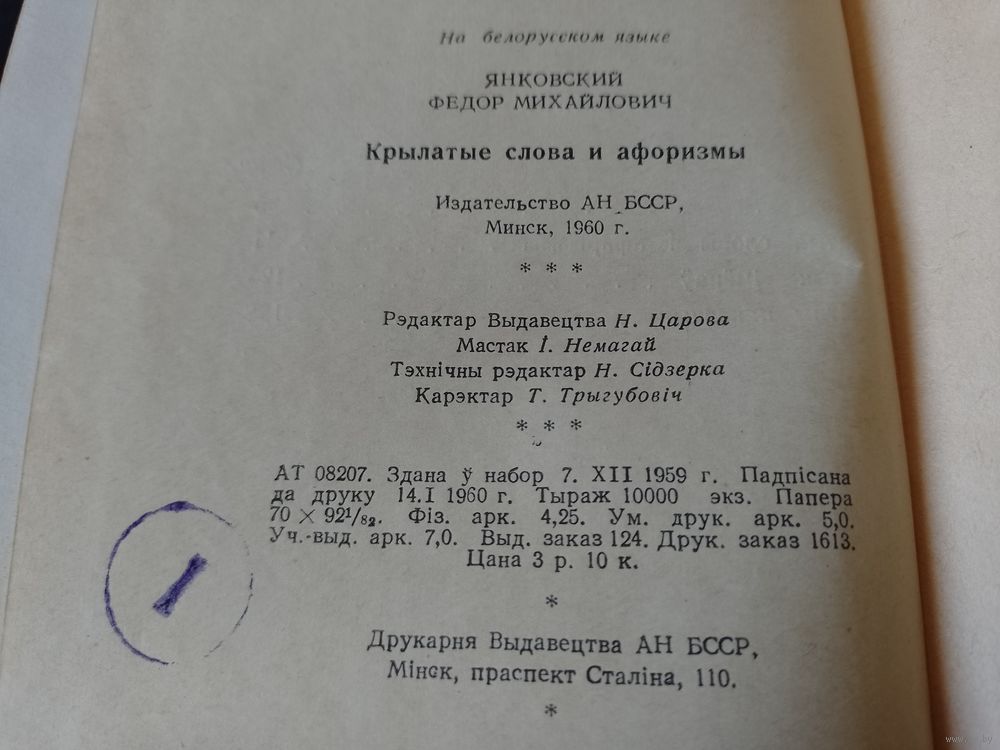 На белорусском языке
ЯНКОВСКИЙ
ФЕДОР МИХАЙЛОВИЧ
Крылатые слова и афоризмы
Издательство АН БССР,
Минск, 1960 г.
* * *
Рэдактар Выдавецтва Н. Царова
Мастак І. Немагай
Тэхнічны рэдактар Н. Сідзерка
Карэктар Т. Трыгубовіч
* * *
АТ 08207. Здана ў набор 7. XII 1959 г. Падпісана
да друку 14.I 1960 г. Тыраж 10000 экз. Папера
70 × 92¹/₈₂. Фіз. арк. 4,25. Ум. друк. арк. 5,0.
Уч.-выд. арк. 7,0. Выд. заказ 124. Друк. заказ 1613.
Цана 3 р. 10 к.
*
Друкарня Выдавецтва АН БССР,
Мінск, праспект Сталіна, 110.
*
1